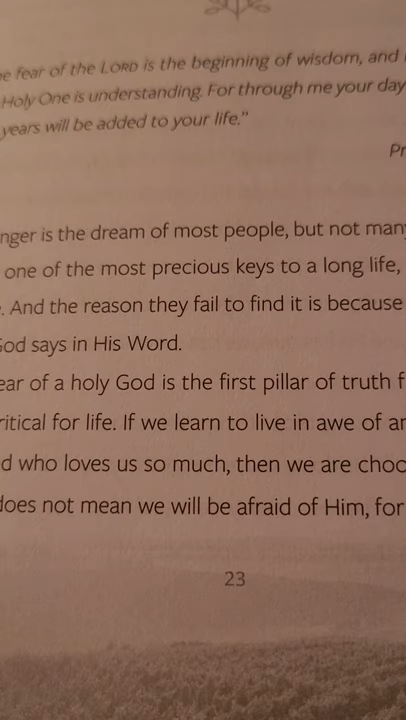 e fear of the LORD is the beginning of wisdom, and
Holy One is understanding. For through me your day
years will be added to your life."
Pr
nger is the dream of most people, but not many
one of the most precious keys to a long life,
. And the reason they fail to find it is because
God says in His Word.
ear of a holy God is the first pillar of truth f
ritical for life. If we learn to live in awe of an
d who loves us so much, then we are choo
does not mean we will be afraid of Him, for
23